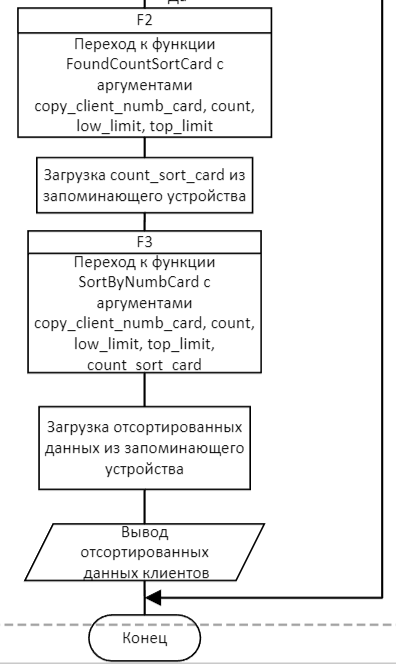 Да
F2
Переход к функции
FoundCountSortCard с
аргументами
copy_client_numb_card, count,
low_limit, top_limit
Загрузка count_sort_card из
запоминающего устройства
F3
Переход к функции
SortByNumbCard с
аргументами
copy_client_numb_card, count,
low_limit, top_limit,
count_sort_card
Загрузка отсортированных
данных из запоминающего
устройства
Вывод
отсортированных
данных клиентов
Конец